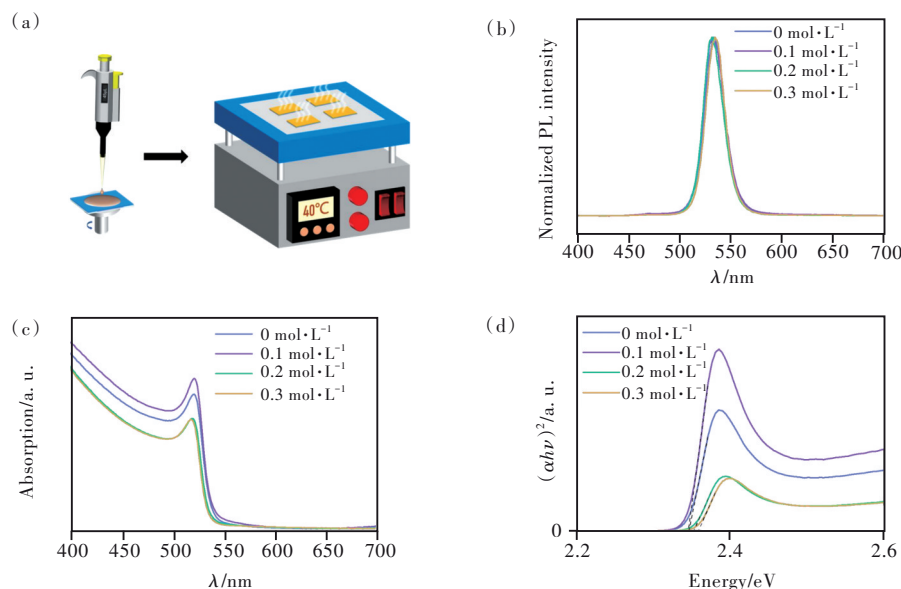 (a)
40℃
(b)
Normalized PL intensity
0 mol·L⁻¹
0.1 mol·L⁻¹
0.2 mol·L⁻¹
0.3 mol·L⁻¹
400 450 500 550 600 650 700
λ/nm
(c)
Absorption/a. u.
0 mol·L⁻¹
0.1 mol·L⁻¹
0.2 mol·L⁻¹
0.3 mol·L⁻¹
400 450 500 550 600 650 700
λ/nm
(d)
(αhν)²/a. u.
0 mol·L⁻¹
0.1 mol·L⁻¹
0.2 mol·L⁻¹
0.3 mol·L⁻¹
0
2.2 2.4 2.6
Energy/eV